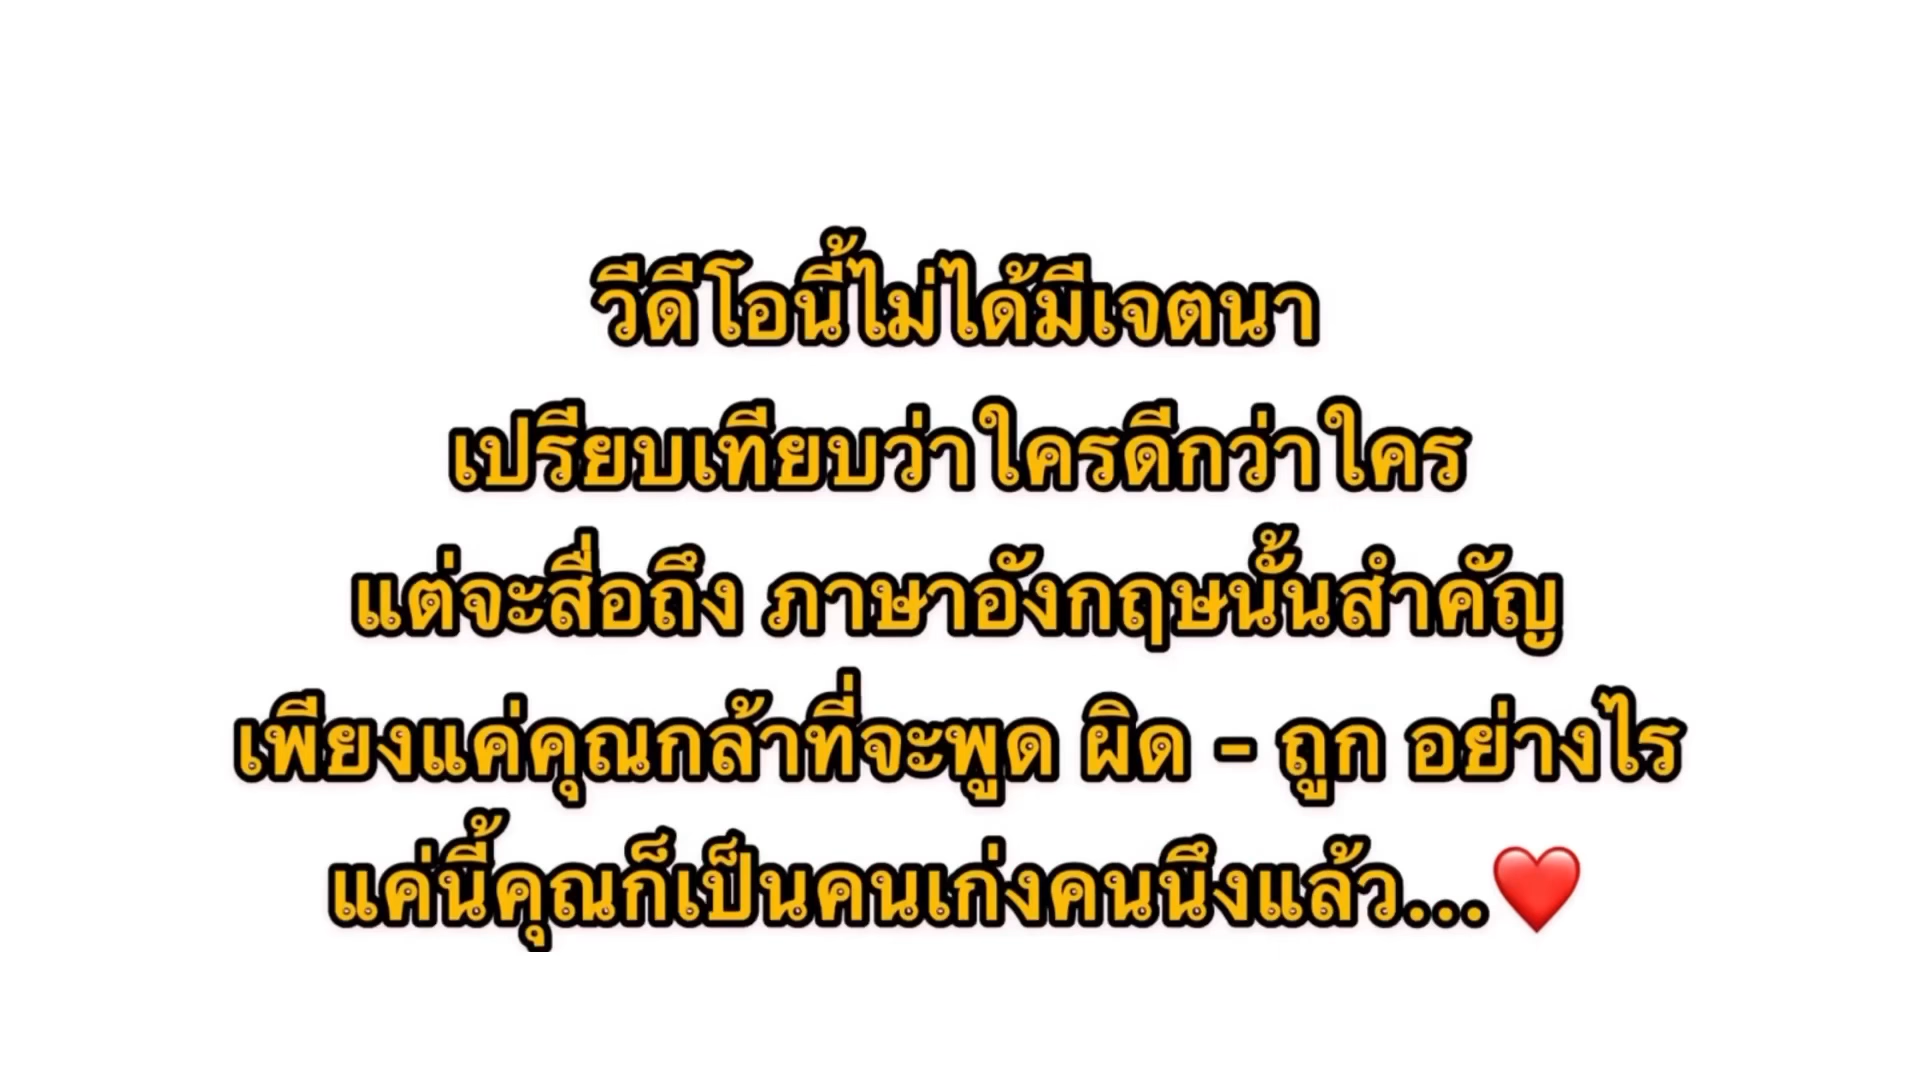 วีดีโอนี้ไม่ได้มีเจตนา
เปรียบเทียบว่าใครดีกว่าใคร
แต่จะสื่อถึง ภาษาอังกฤษนั้นสำคัญ
เพียงแค่คุณกล้าที่จะพูด ผิด - ถูก อย่างไร
แค่นี้คุณก็เป็นคนเก่งคนนึงแล้ว...❤️